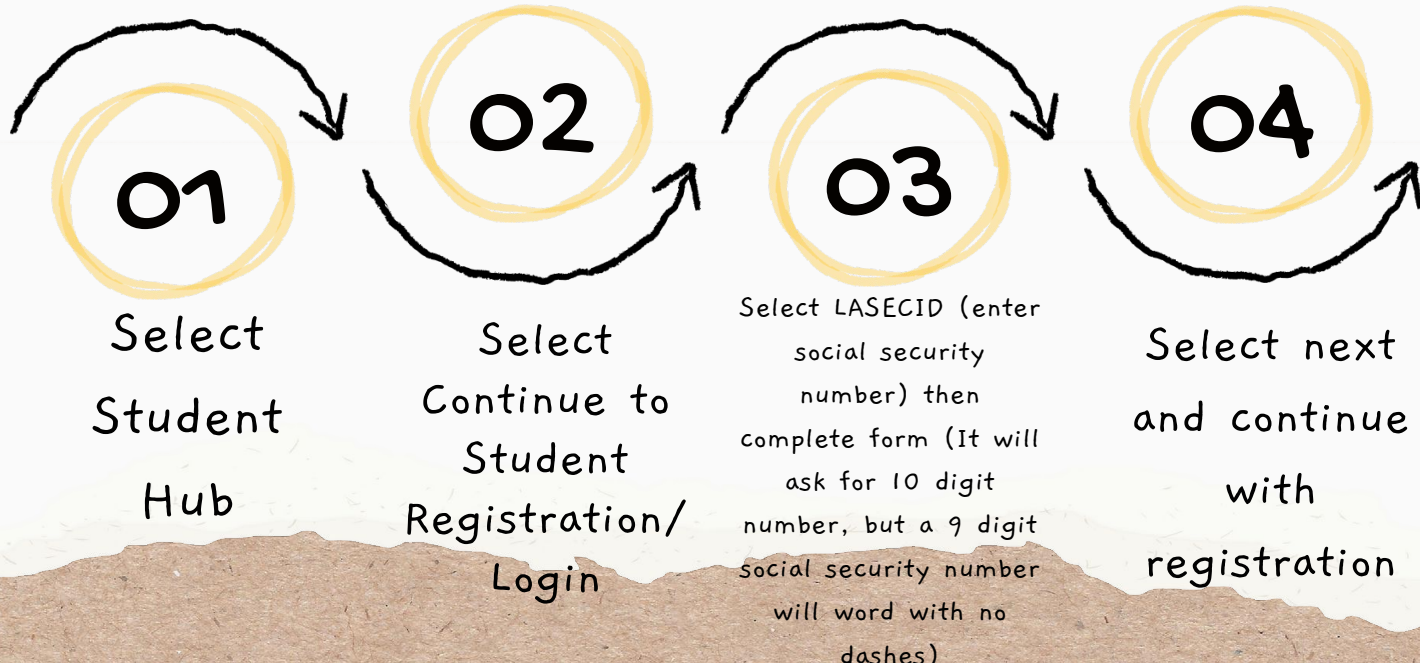 01
Select
Student
Hub
02
Select
Continue to
Student
Registration/
Login
03
Select LASECID (enter
social security
number) then
complete form (It will
ask for 10 digit
number, but a 9 digit
social security number
will word with no
dashes)
04
Select next
and continue
with
registration